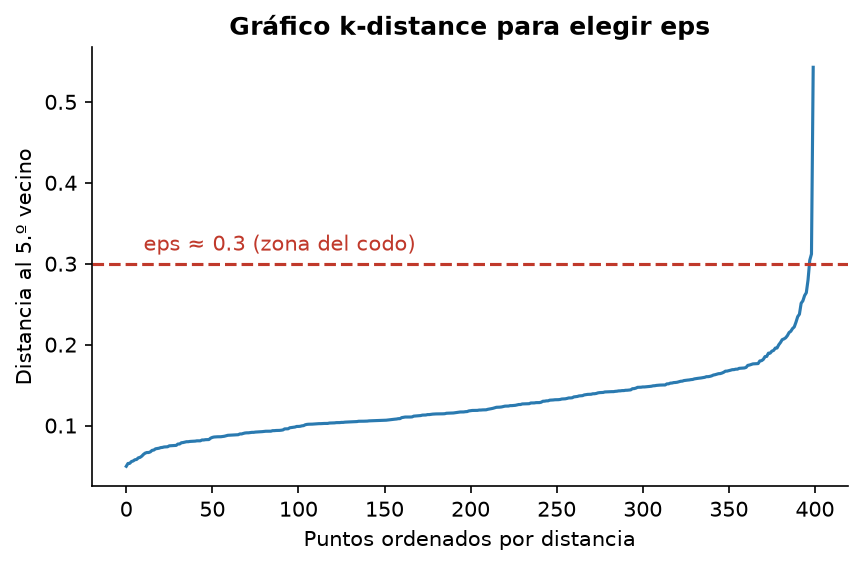 Gráfico k-distance para elegir eps
Distancia al 5.º vecino
0.5
0.4
0.3
0.2
0.1
eps ≈ 0.3 (zona del codo)
0 50 100 150 200 250 300 350 400
Puntos ordenados por distancia